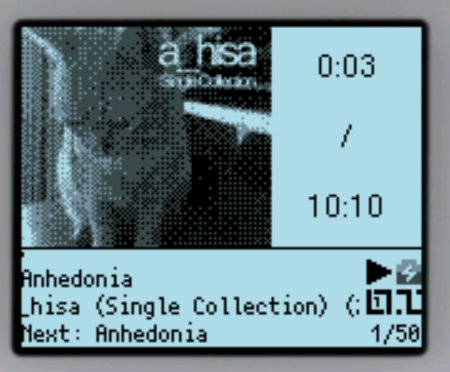 a_hisa
Single Collection
0:03
/
10:10
Anhedonia
_hisa (Single Collection) (
Next: Anhedonia
1/50